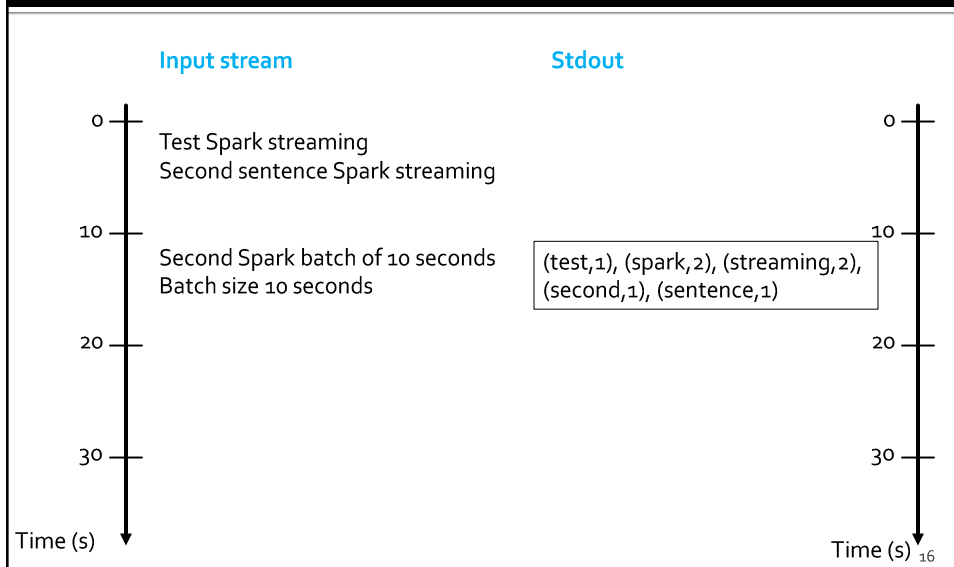 Input stream
Stdout
0
0
Test Spark streaming
Second sentence Spark streaming
10
10
Second Spark batch of 10 seconds
Batch size 10 seconds
(test,1), (spark,2), (streaming,2),
(second,1), (sentence,1)
20
20
30
30
Time (s)
Time (s)
16